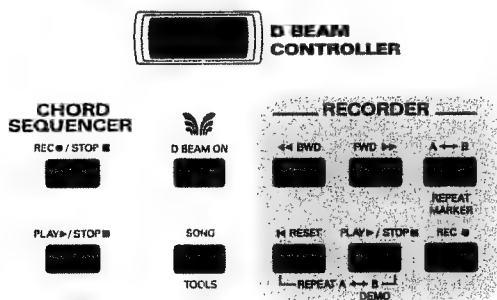 D BEAM
CONTROLLER
CHORD
SEQUENCER
REC ● / STOP ■
D BEAM ON
RECORDER
◀◀ BWD
FWD ▶▶
A ↔ B
REPEAT
MARKER
PLAY ▶ / STOP ■
SONG
TOOLS
|◀ RESET
PLAY ▶ / STOP ■
REC ●
REPEAT A ↔ B
DEMO